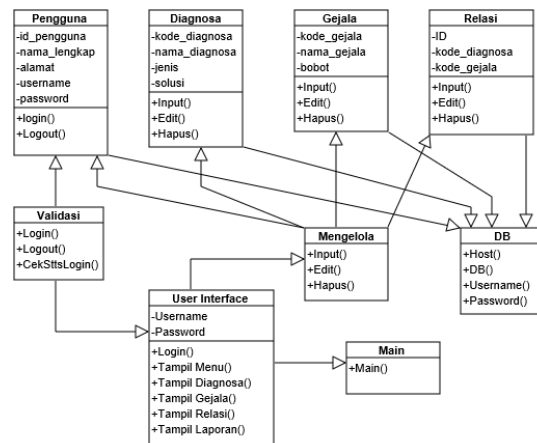 Pengguna
-id_pengguna
-nama_lengkap
-alamat
-username
-password
+login()
+Logout()
Diagnosa
-kode_diagnosa
-nama_diagnosa
-jenis
-solusi
+Input()
+Edit()
+Hapus()
Gejala
-kode_gejala
-nama_gejala
-bobot
+Input()
+Edit()
+Hapus()
Relasi
-ID
-kode_diagnosa
-kode_gejala
+Input()
+Edit()
+Hapus()
Validasi
+Login()
+Logout()
+CekSttsLogin()
Mengelola
+Input()
+Edit()
+Hapus()
DB
+Host()
+DB()
+Username()
+Password()
User Interface
-Username
-Password
+Login()
+Tampil Menu()
+Tampil Diagnosa()
+Tampil Gejala()
+Tampil Relasi()
+Tampil Laporan()
Main
+Main()